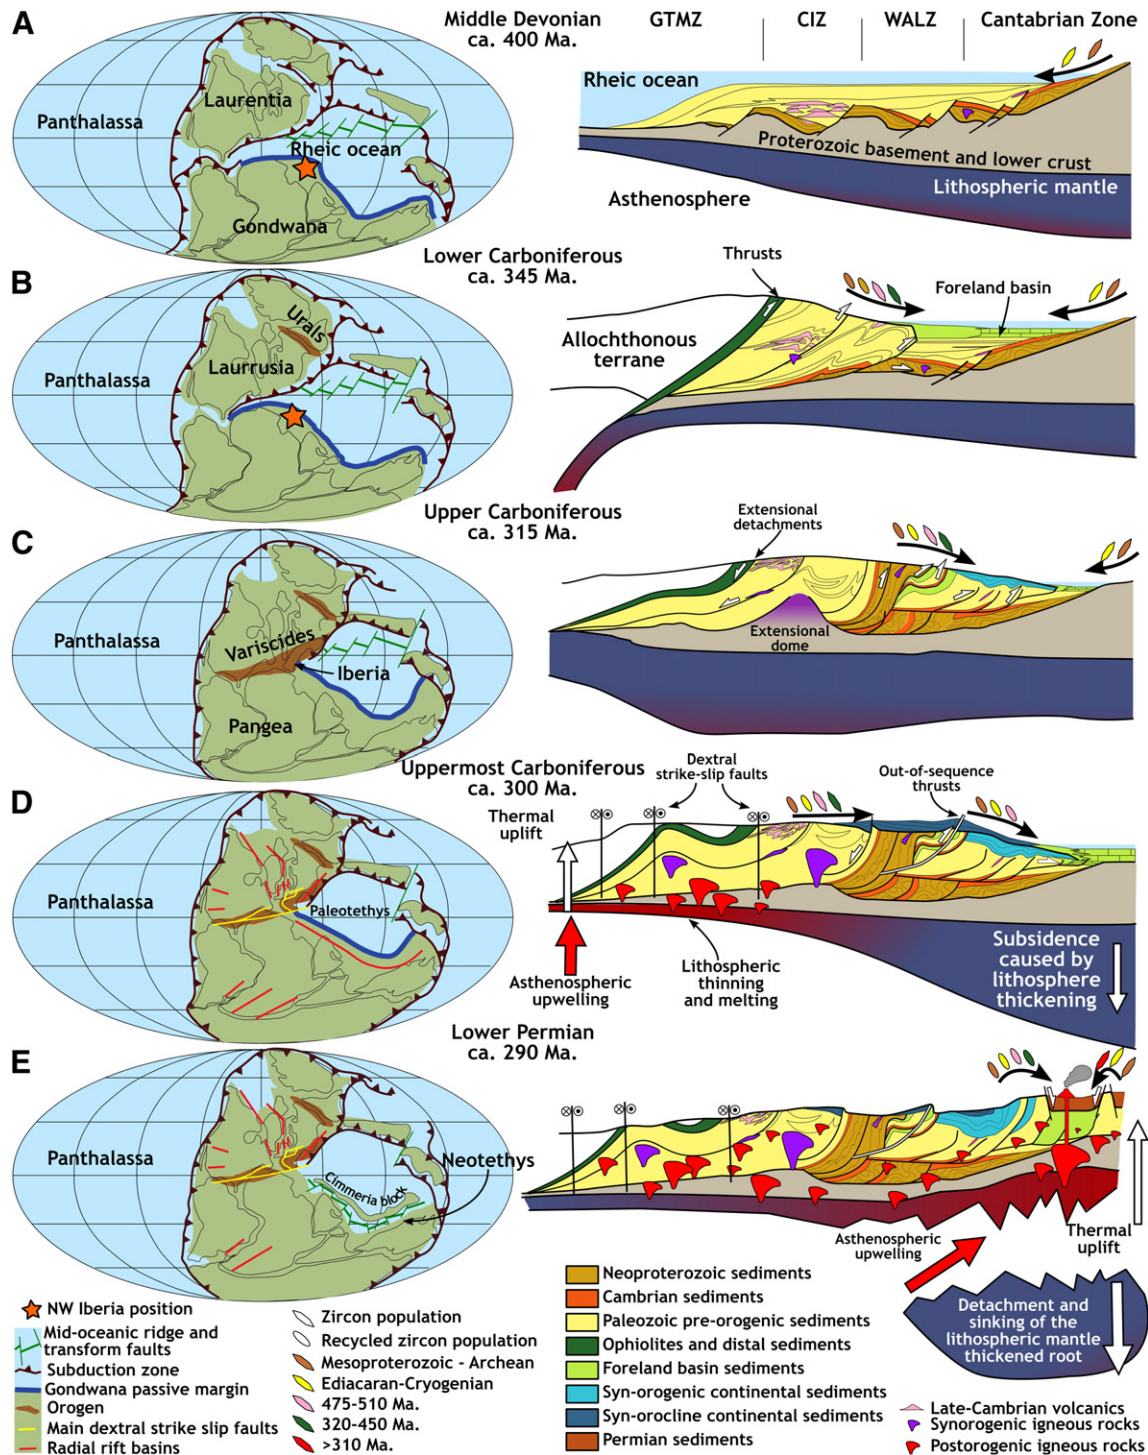 A
Middle Devonian
ca. 400 Ma.
GTMZ
CIZ
WALZ
Cantabrian Zone
Panthalassa
Laurentia
Rheic ocean
Gondwana
Rheic ocean
Proterozoic basement and lower crust
Lithospheric mantle
Asthenosphere
B
Lower Carboniferous
ca. 345 Ma.
Panthalassa
Urals
Laurrusia
Thrusts
Foreland basin
Allochthonous
terrane
C
Upper Carboniferous
ca. 315 Ma.
Panthalassa
Variscides
Iberia
Pangea
Extensional
detachments
Extensional
dome
D
Uppermost Carboniferous
ca. 300 Ma.
Panthalassa
Paleotethys
Thermal
uplift
Dextral
strike-slip faults
Out-of-sequence
thrusts
Asthenospheric
upwelling
Lithospheric
thinning
and melting
Subsidence
caused by
lithosphere
thickening
E
Lower Permian
ca. 290 Ma.
Panthalassa
Neotethys
Cimmeria block
Asthenospheric
upwelling
Thermal
uplift
Detachment and
sinking of the
lithospheric mantle
thickened root
NW Iberia position
Mid-oceanic ridge and
transform faults
Subduction zone
Gondwana passive margin
Orogen
Main dextral strike slip faults
Radial rift basins
Zircon population
Recycled zircon population
Mesoproterozoic - Archean
Ediacaran-Cryogenian
475-510 Ma.
320-450 Ma.
>310 Ma.
Neoproterozoic sediments
Cambrian sediments
Paleozoic pre-orogenic sediments
Ophiolites and distal sediments
Foreland basin sediments
Syn-orogenic continental sediments
Syn-orocline continental sediments
Permian sediments
Late-Cambrian volcanics
Synorogenic igneous rocks
Postorogenic igneous rocks